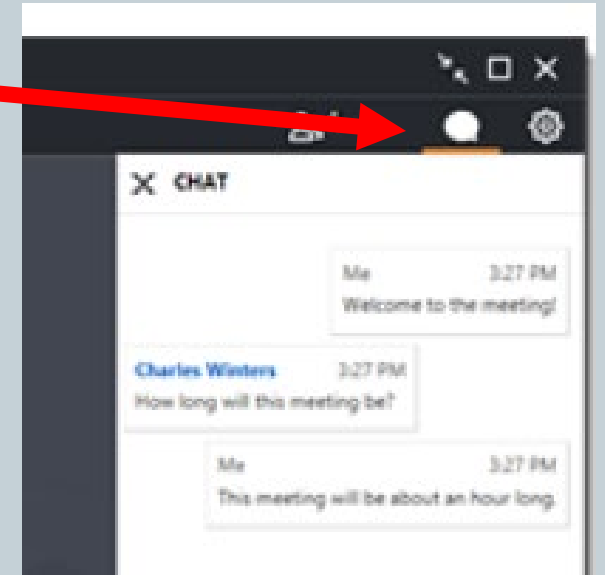 CHAT
Me 3:27 PM
Welcome to the meeting!
Charles Winters 3:27 PM
How long will this meeting be?
Me 3:27 PM
This meeting will be about an hour long.